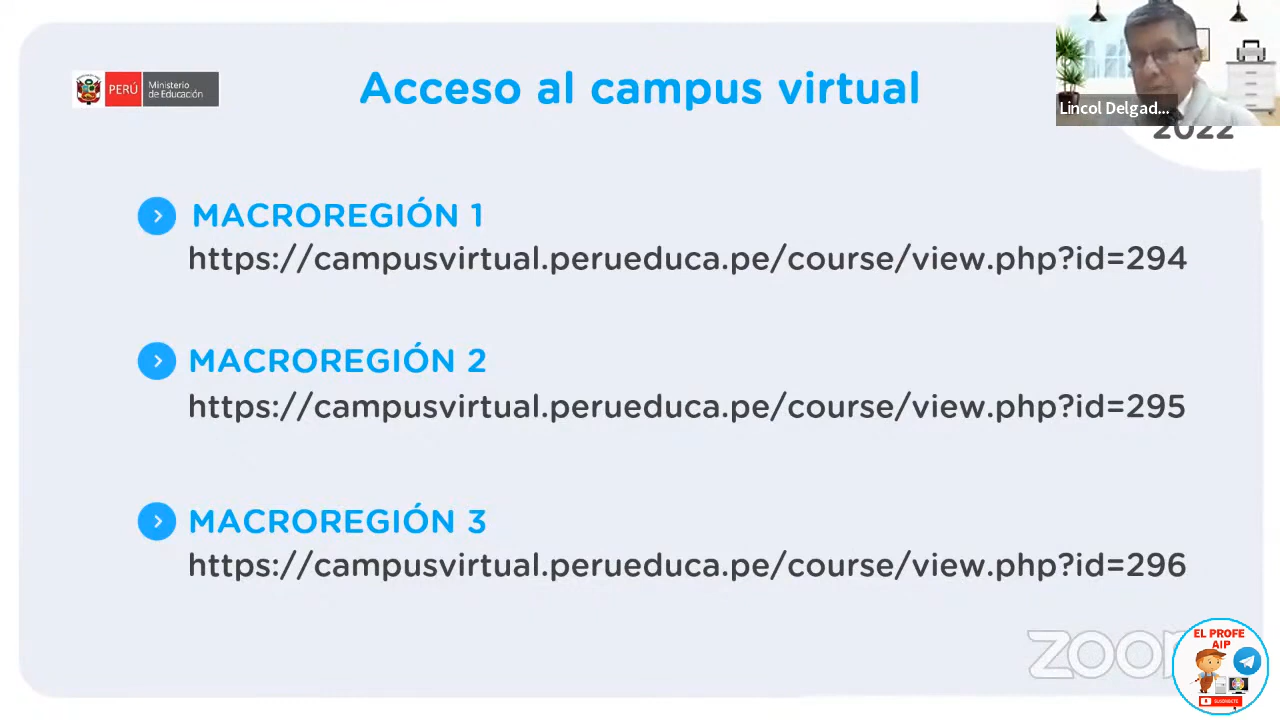 PERÚ
Ministerio
de Educación
Acceso al campus virtual
Lincol Delgad...
2022
MACROREGIÓN 1
https://campusvirtual.perueduca.pe/course/view.php?id=294
MACROREGIÓN 2
https://campusvirtual.perueduca.pe/course/view.php?id=295
MACROREGIÓN 3
https://campusvirtual.perueduca.pe/course/view.php?id=296
zoom
EL PROFE
AIP
SUSCRIBETE